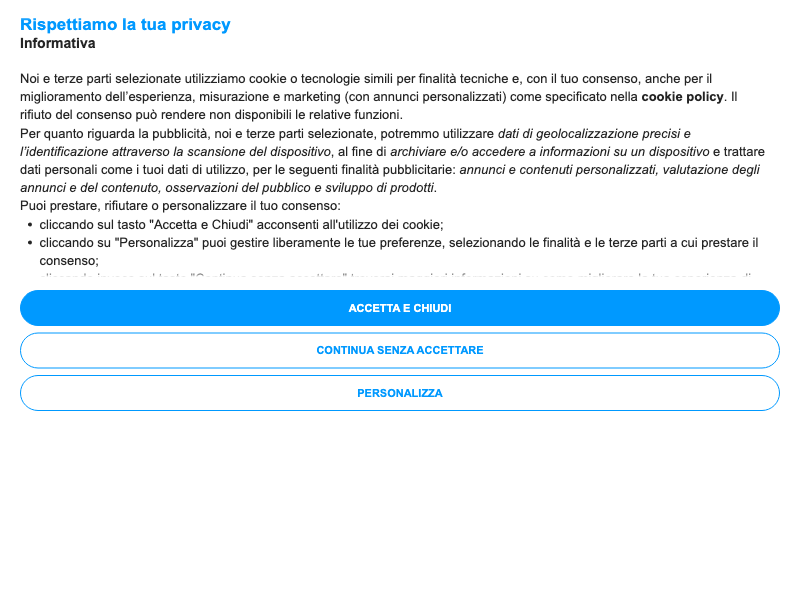 Rispettiamo la tua privacy
Informativa
Noi e terze parti selezionate utilizziamo cookie o tecnologie simili per finalità tecniche e, con il tuo consenso, anche per il
miglioramento dell'esperienza, misurazione e marketing (con annunci personalizzati) come specificato nella cookie policy. Il
rifiuto del consenso può rendere non disponibili le relative funzioni.
Per quanto riguarda la pubblicità, noi e terze parti selezionate, potremmo utilizzare dati di geolocalizzazione precisi e
l'identificazione attraverso la scansione del dispositivo, al fine di archiviare e/o accedere a informazioni su un dispositivo e trattare
dati personali come i tuoi dati di utilizzo, per le seguenti finalità pubblicitarie: annunci e contenuti personalizzati, valutazione degli
annunci e del contenuto, osservazioni del pubblico e sviluppo di prodotti.
Puoi prestare, rifiutare o personalizzare il tuo consenso:
• cliccando sul tasto "Accetta e Chiudi" acconsenti all'utilizzo dei cookie;
• cliccando su "Personalizza" puoi gestire liberamente le tue preferenze, selezionando le finalità e le terze parti a cui prestare il
consenso;
ACCETTA E CHIUDI
CONTINUA SENZA ACCETTARE
PERSONALIZZA